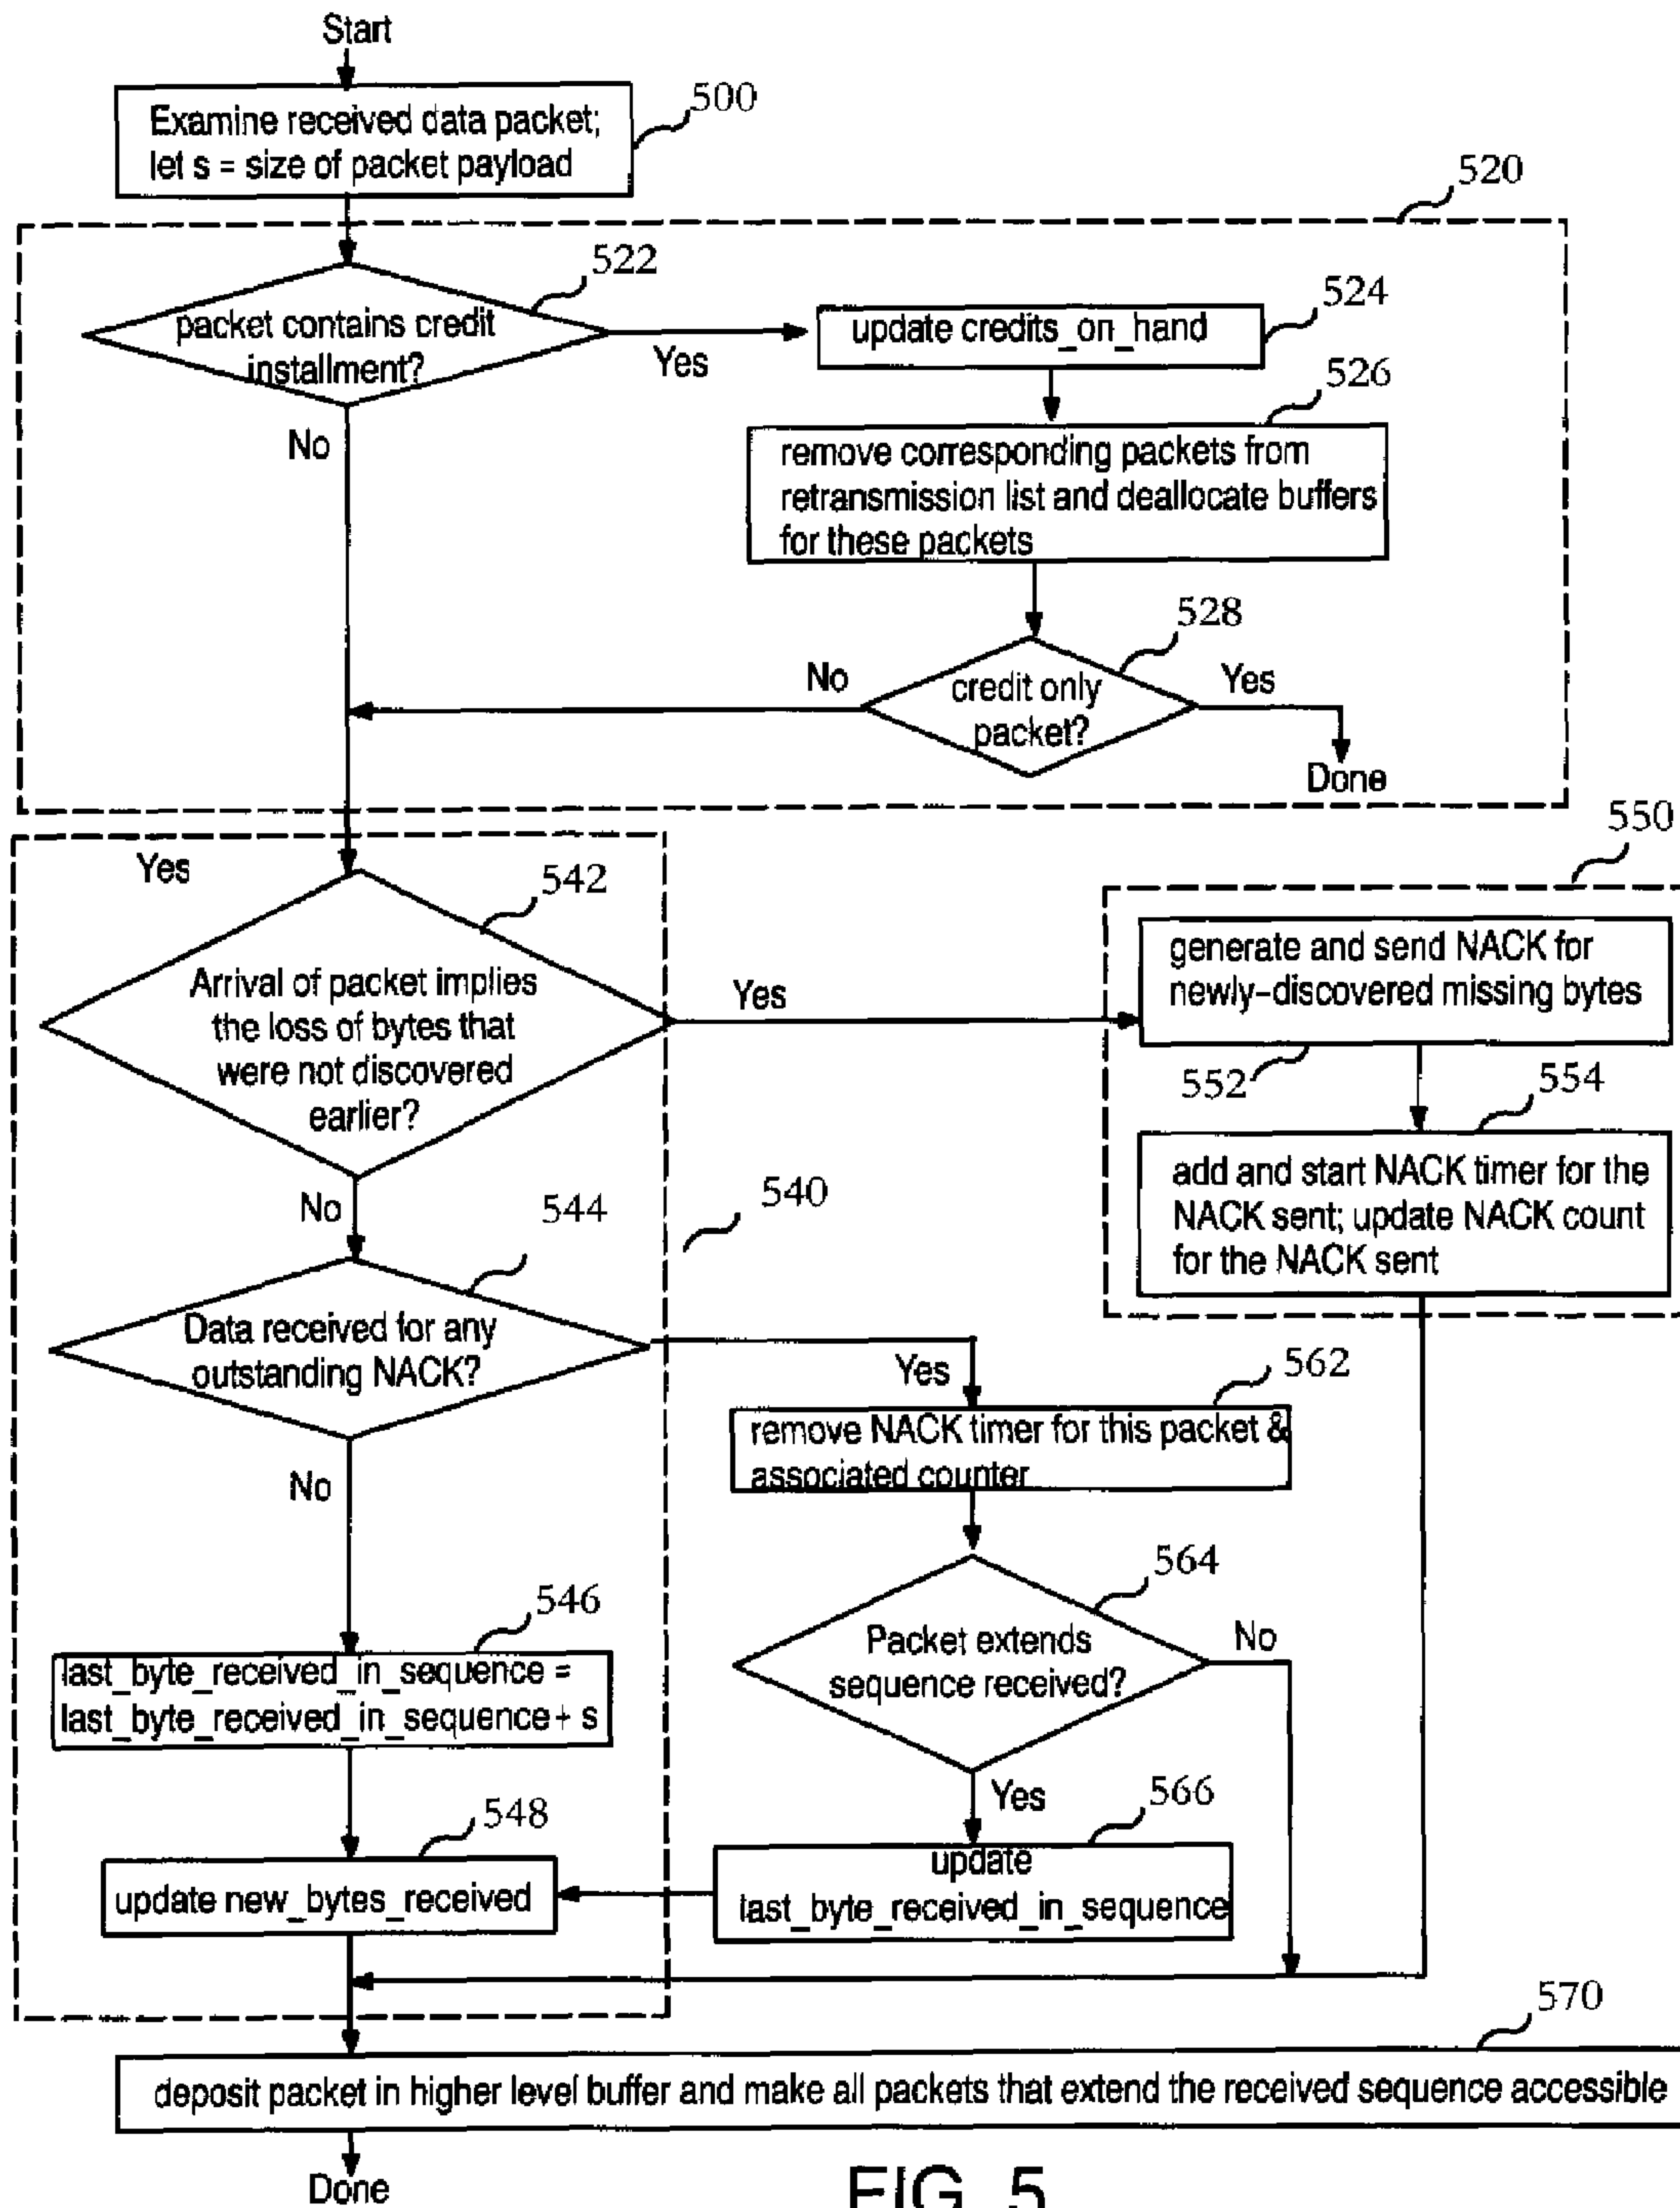 Start
Examine received data packet;
let s = size of packet payload
500
520
packet contains credit
installment?
522
Yes
update credits_on_hand
524
526
No
remove corresponding packets from
retransmission list and deallocate buffers
for these packets
528
No
credit only
packet?
Yes
Done
550
Yes
542
Arrival of packet implies
the loss of bytes that
were not discovered
earlier?
Yes
generate and send NACK for
newly-discovered missing bytes
552
554
add and start NACK timer for the
NACK sent; update NACK count
for the NACK sent
No
544
540
Data received for any
outstanding NACK?
Yes
562
remove NACK timer for this packet &
associated counter
No
564
Packet extends
sequence received?
No
546
last_byte_received_in_sequence =
last_byte_received_in_sequence+ s
Yes
566
548
update new_bytes_received
update
last_byte_received_in_sequence
570
deposit packet in higher level buffer and make all packets that extend the received sequence accessible
Done
FIG. 5